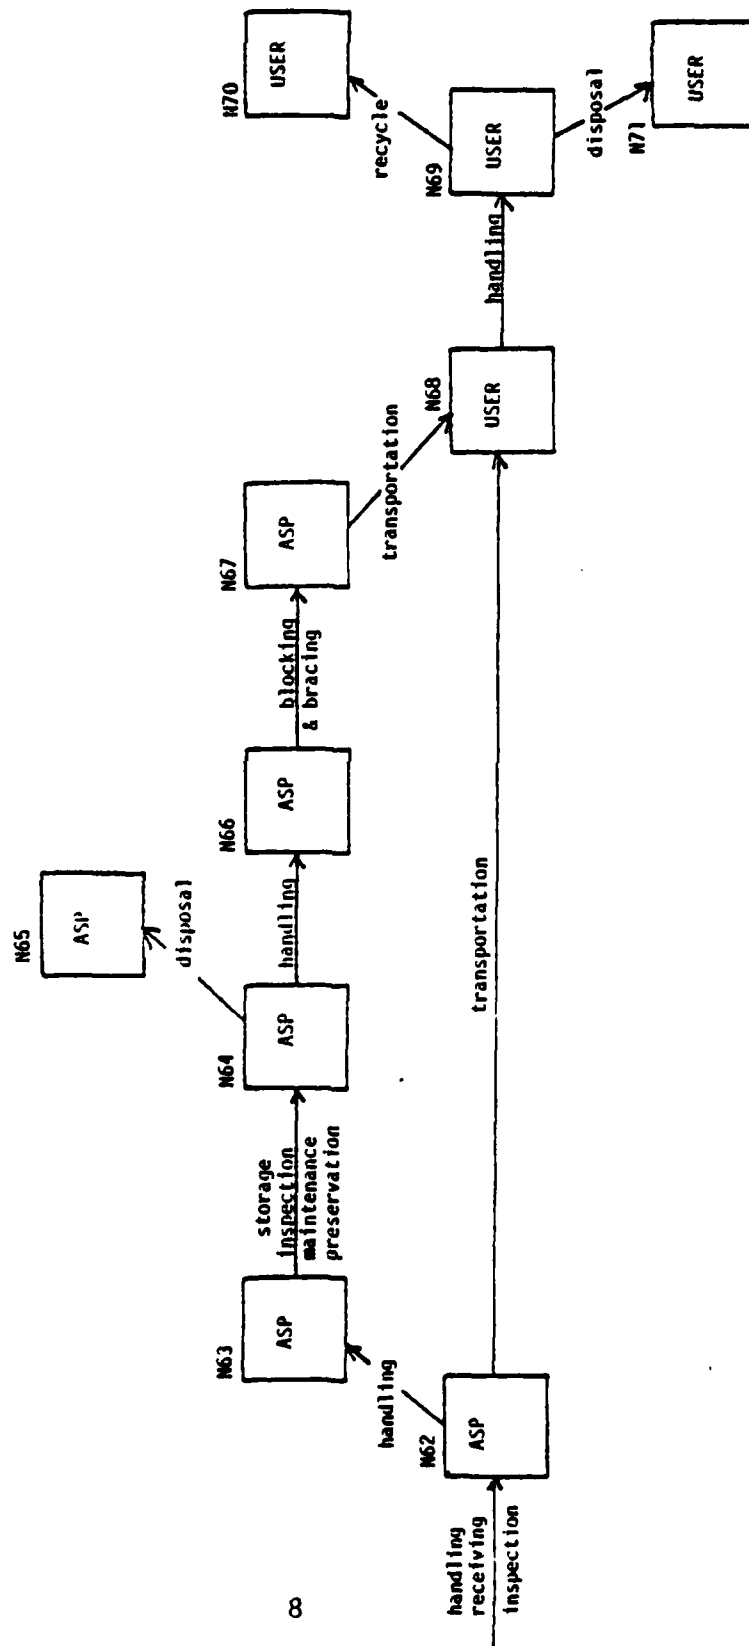 handling
receiving
inspection
N62
ASP
handling
N63
ASP
storage
inspection
maintenance
preservation
N64
ASP
disposal
N65
ASP
handling
N66
ASP
blocking
& bracing
N67
ASP
transportation
transportation
N68
USER
handling
N69
USER
recycle
N70
USER
disposal
N71
USER
8